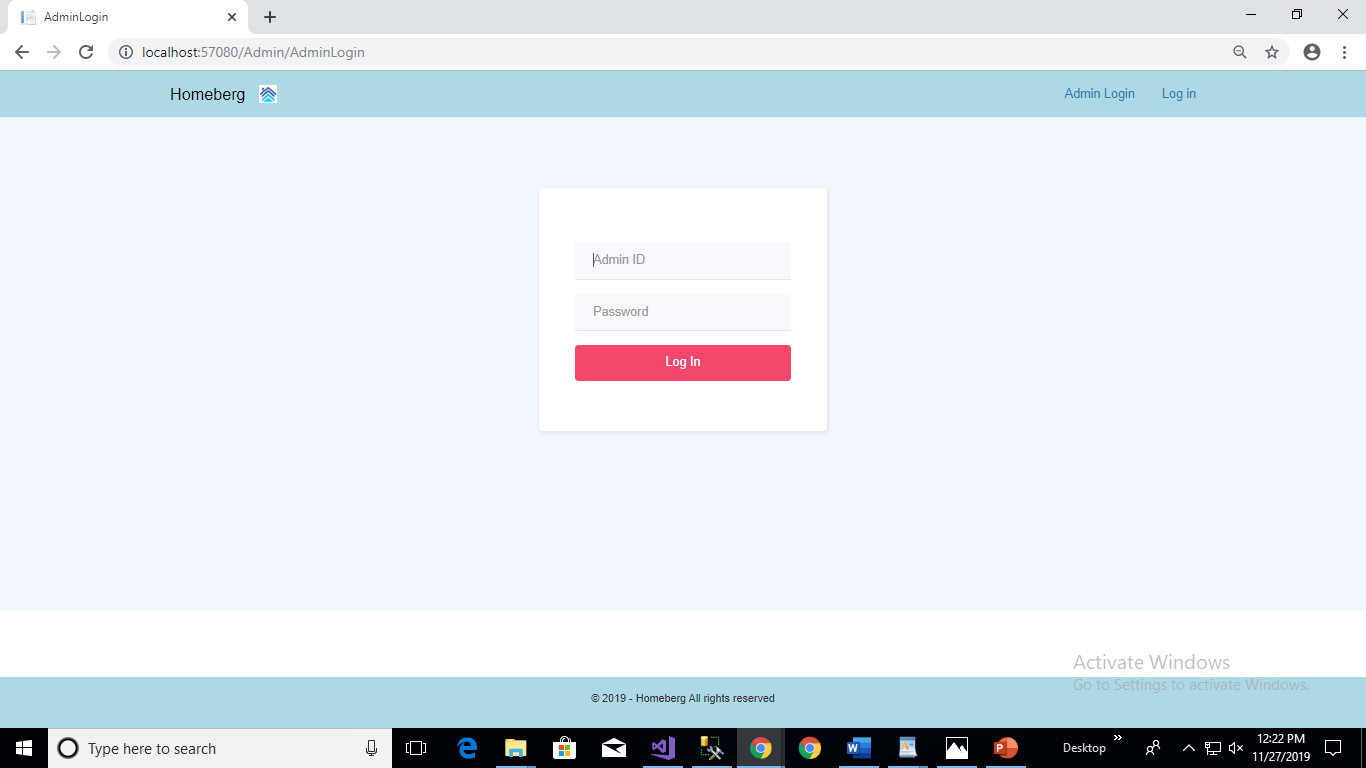 AdminLogin
localhost:57080/Admin/AdminLogin
Homeberg
Admin Login Log in
Admin ID
Password
Log In
Activate Windows
Go to Settings to activate Windows.
© 2019 - Homeberg All rights reserved
Type here to search
Desktop
12:22 PM
11/27/2019